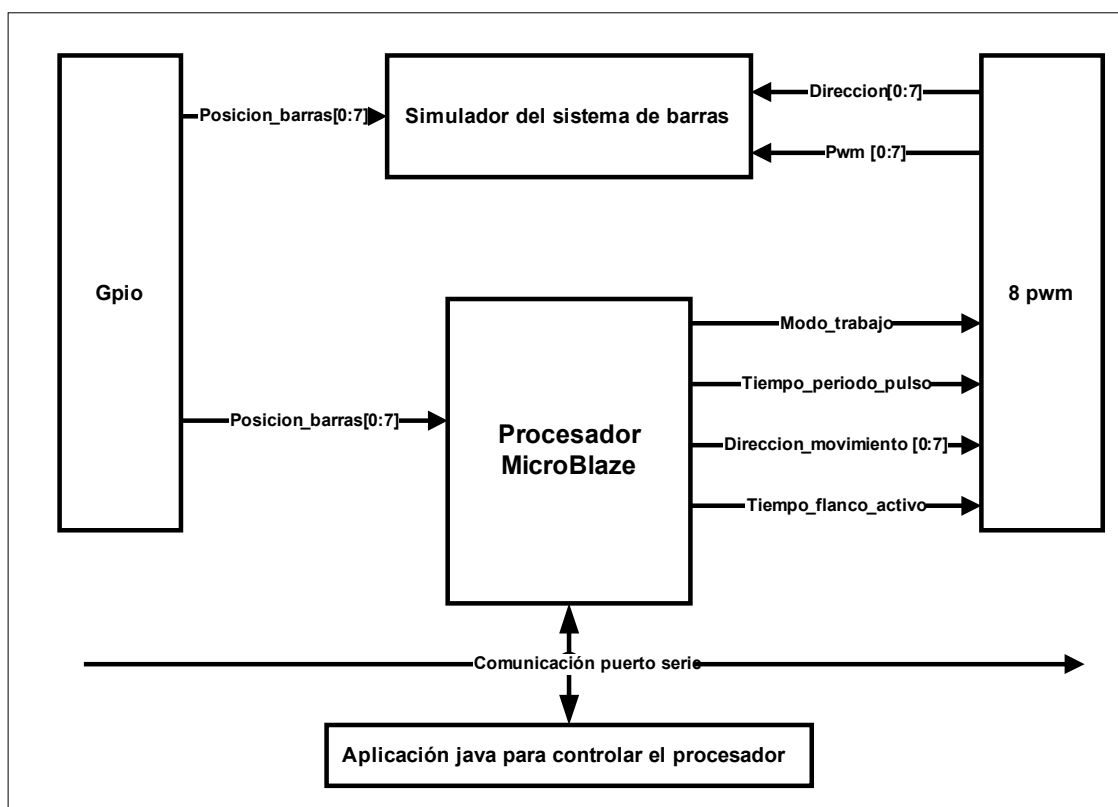 Direccion[0:7]
Posicion_barras[0:7]
Simulador del sistema de barras
Pwm [0:7]
Gpio
8 pwm
Modo_trabajo
Tiempo_periodo_pulso
Posicion_barras[0:7]
Procesador
MicroBlaze
Direccion_movimiento [0:7]
Tiempo_flanco_activo
Comunicación puerto serie
Aplicación java para controlar el procesador